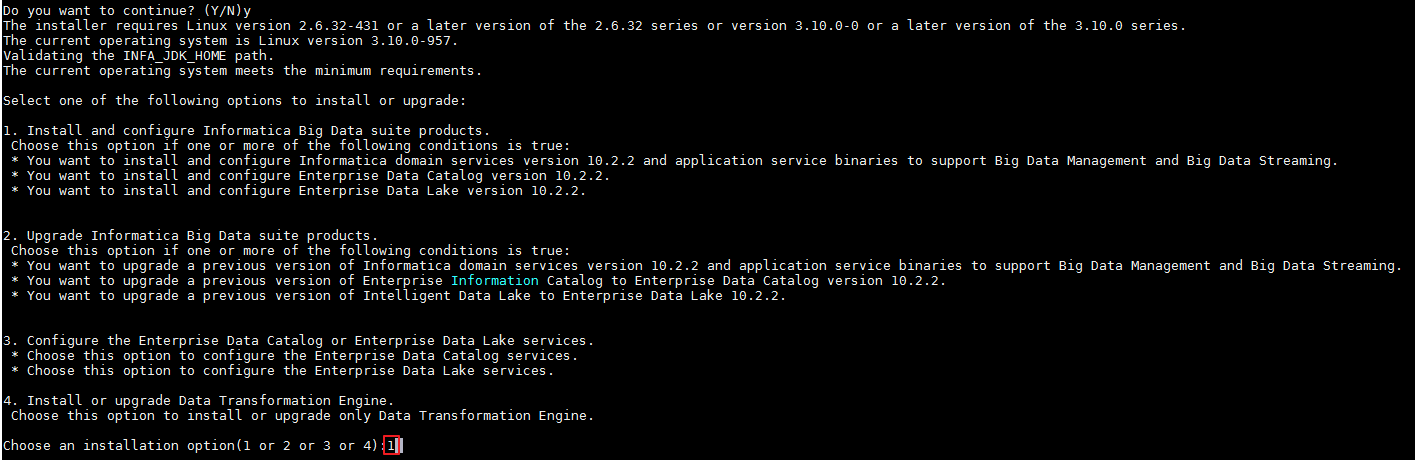 Do you want to continue? (Y/N)y
The installer requires Linux version 2.6.32-431 or a later version of the 2.6.32 series or version 3.10.0-0 or a later version of the 3.10.0 series.
The current operating system is Linux version 3.10.0-957.
Validating the INFA_JDK_HOME path.
The current operating system meets the minimum requirements.
Select one of the following options to install or upgrade:
1. Install and configure Informatica Big Data suite products.
Choose this option if one or more of the following conditions is true:
* You want to install and configure Informatica domain services version 10.2.2 and application service binaries to support Big Data Management and Big Data Streaming.
* You want to install and configure Enterprise Data Catalog version 10.2.2.
* You want to install and configure Enterprise Data Lake version 10.2.2.
2. Upgrade Informatica Big Data suite products.
Choose this option if one or more of the following conditions is true:
* You want to upgrade a previous version of Informatica domain services version 10.2.2 and application service binaries to support Big Data Management and Big Data Streaming.
* You want to upgrade a previous version of Enterprise Information Catalog to Enterprise Data Catalog version 10.2.2.
* You want to upgrade a previous version of Intelligent Data Lake to Enterprise Data Lake 10.2.2.
3. Configure the Enterprise Data Catalog or Enterprise Data Lake services.
* Choose this option to configure the Enterprise Data Catalog services.
* Choose this option to configure the Enterprise Data Lake services.
4. Install or upgrade Data Transformation Engine.
Choose this option to install or upgrade only Data Transformation Engine.
Choose an installation option(1 or 2 or 3 or 4):1